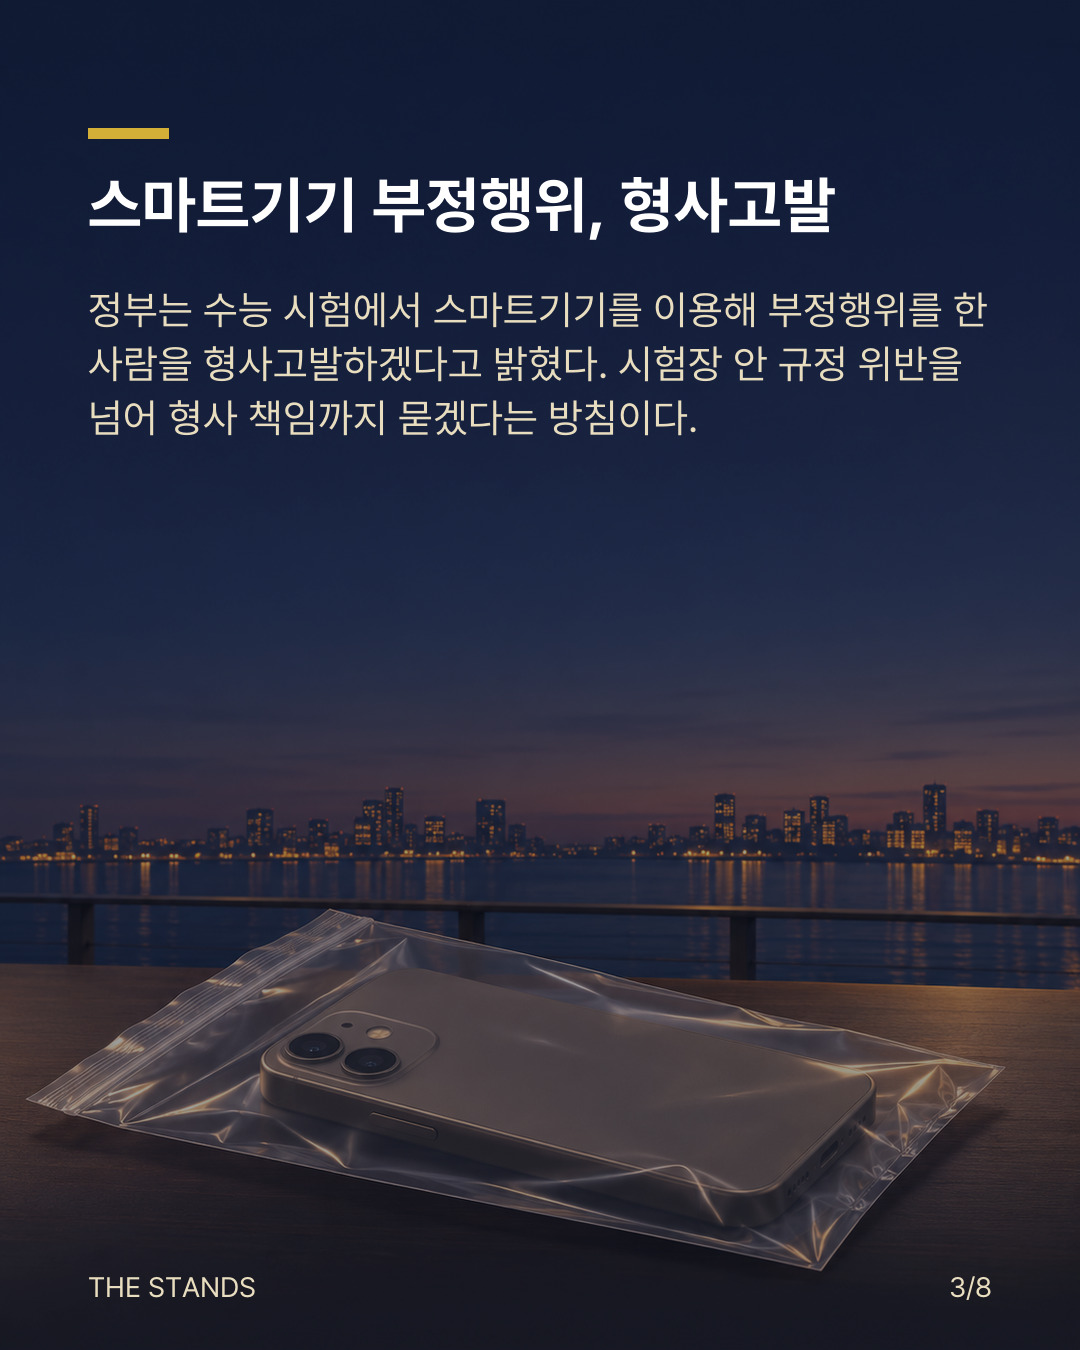 스마트기기 부정행위, 형사고발
정부는 수능 시험에서 스마트기기를 이용해 부정행위를 한
사람을 형사고발하겠다고 밝혔다. 시험장 안 규정 위반을
넘어 형사 책임까지 묻겠다는 방침이다.
THE STANDS
3/8